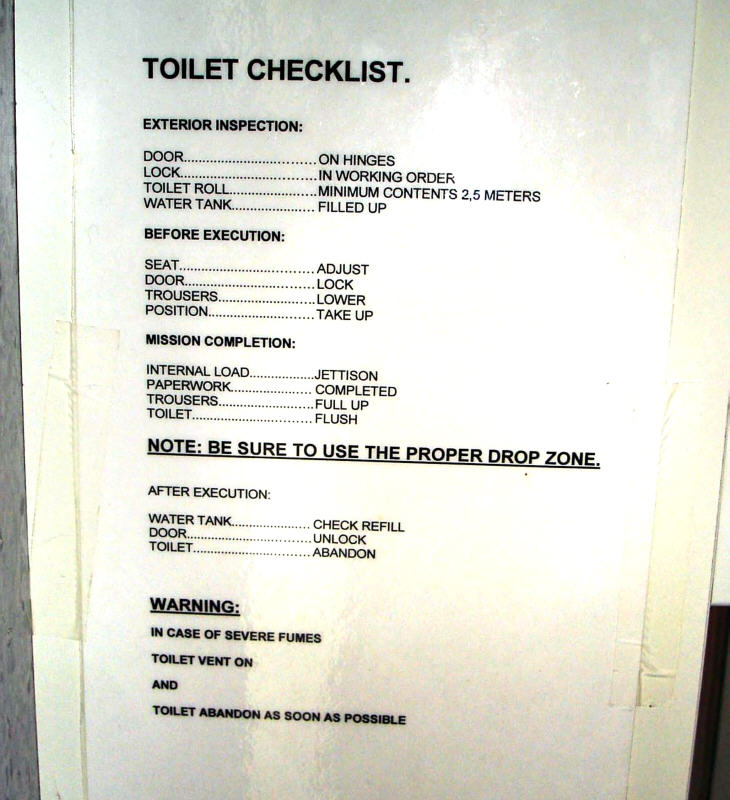 TOILET CHECKLIST.
EXTERIOR INSPECTION:
DOOR....................................ON HINGES
LOCK....................................IN WORKING ORDER
TOILET ROLL.......................MINIMUM CONTENTS 2,5 METERS
WATER TANK...................... FILLED UP
BEFORE EXECUTION:
SEAT.................................... ADJUST
DOOR...................................LOCK
TROUSERS..........................LOWER
POSITION............................ TAKE UP
MISSION COMPLETION:
INTERNAL LOAD..................JETTISON
PAPERWORK...................... COMPLETED
TROUSERS..........................FULL UP
TOILET.................................FLUSH
NOTE: BE SURE TO USE THE PROPER DROP ZONE.
AFTER EXECUTION:
WATER TANK..................... CHECK REFILL
DOOR...................................UNLOCK
TOILET.................................ABANDON
WARNING:
IN CASE OF SEVERE FUMES
TOILET VENT ON
AND
TOILET ABANDON AS SOON AS POSSIBLE